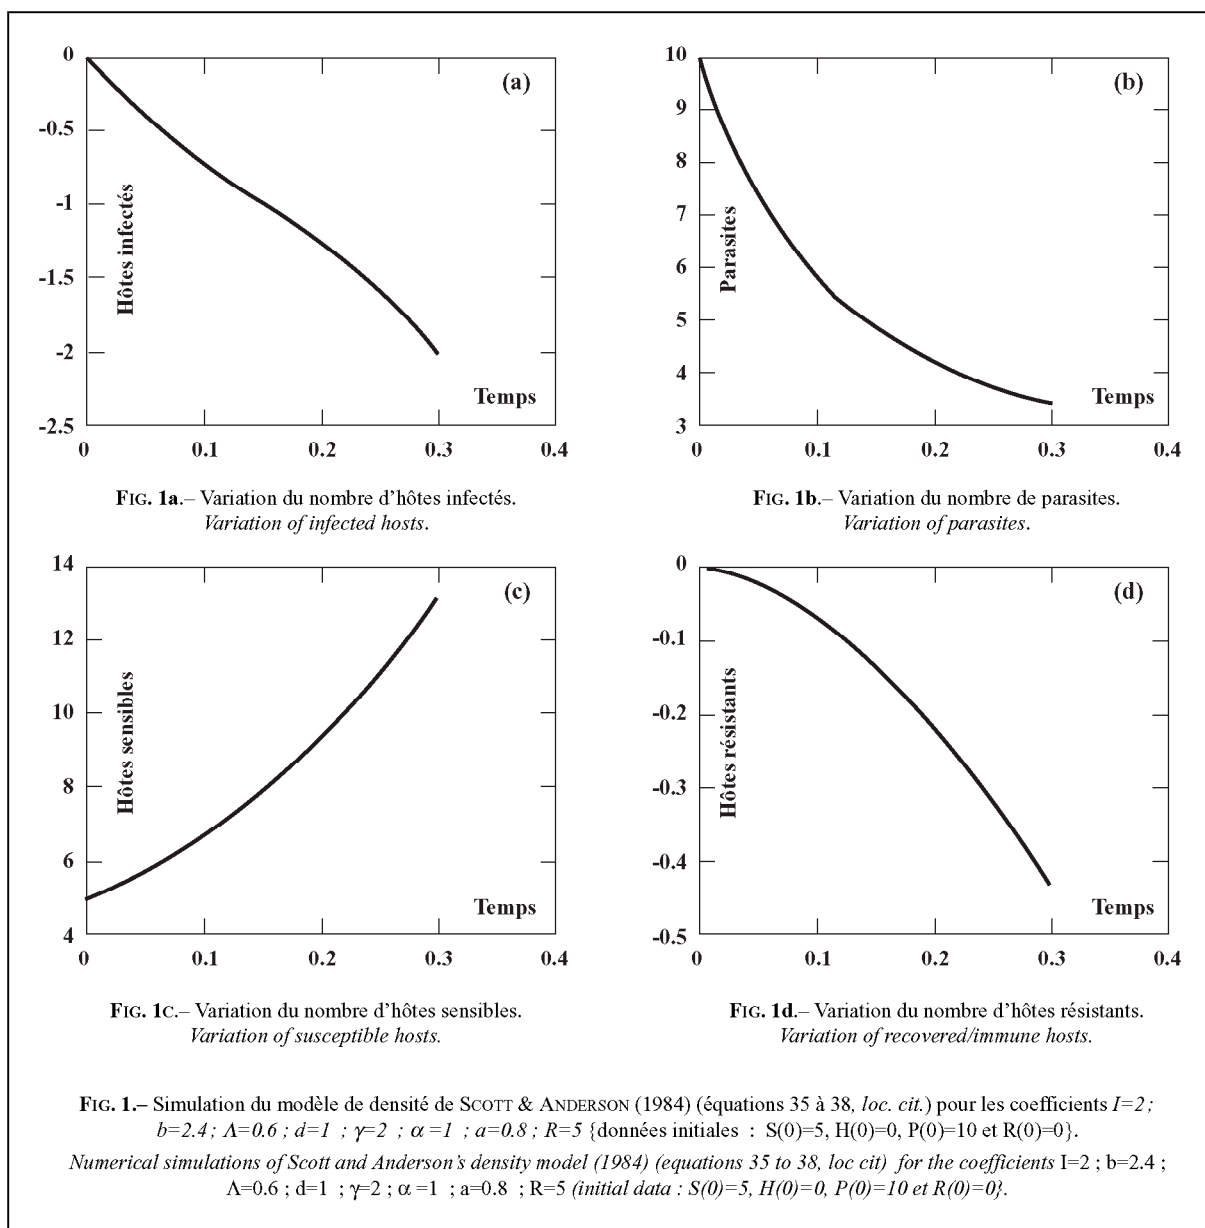 0
-0.5
-1
-1.5
-2
-2.5
0
0.1
0.2
0.3
0.4
Hôtes infectés
(a)
Temps
FIG. 1a.– Variation du nombre d’hôtes infectés.
Variation of infected hosts.
10
9
8
7
6
5
4
3
0
0.1
0.2
0.3
0.4
Parasites
(b)
Temps
FIG. 1b.– Variation du nombre de parasites.
Variation of parasites.
14
12
10
8
6
4
0
0.1
0.2
0.3
0.4
Hôtes sensibles
(c)
Temps
FIG. 1C.– Variation du nombre d’hôtes sensibles.
Variation of susceptible hosts.
0
-0.1
-0.2
-0.3
-0.4
-0.5
0
0.1
0.2
0.3
0.4
Hôtes résistants
(d)
Temps
FIG. 1d.– Variation du nombre d’hôtes résistants.
Variation of recovered/immune hosts.
FIG. 1.– Simulation du modèle de densité de SCOTT & ANDERSON (1984) (équations 35 à 38, loc. cit.) pour les coefficients I=2 ;
b=2.4 ; Λ=0.6 ; d=1 ; γ=2 ; α =1 ; a=0.8 ; R=5 {données initiales : S(0)=5, H(0)=0, P(0)=10 et R(0)=0}.
Numerical simulations of Scott and Anderson’s density model (1984) (equations 35 to 38, loc cit) for the coefficients I=2 ; b=2.4 ;
Λ=0.6 ; d=1 ; γ=2 ; α =1 ; a=0.8 ; R=5 (initial data : S(0)=5, H(0)=0, P(0)=10 et R(0)=0}.